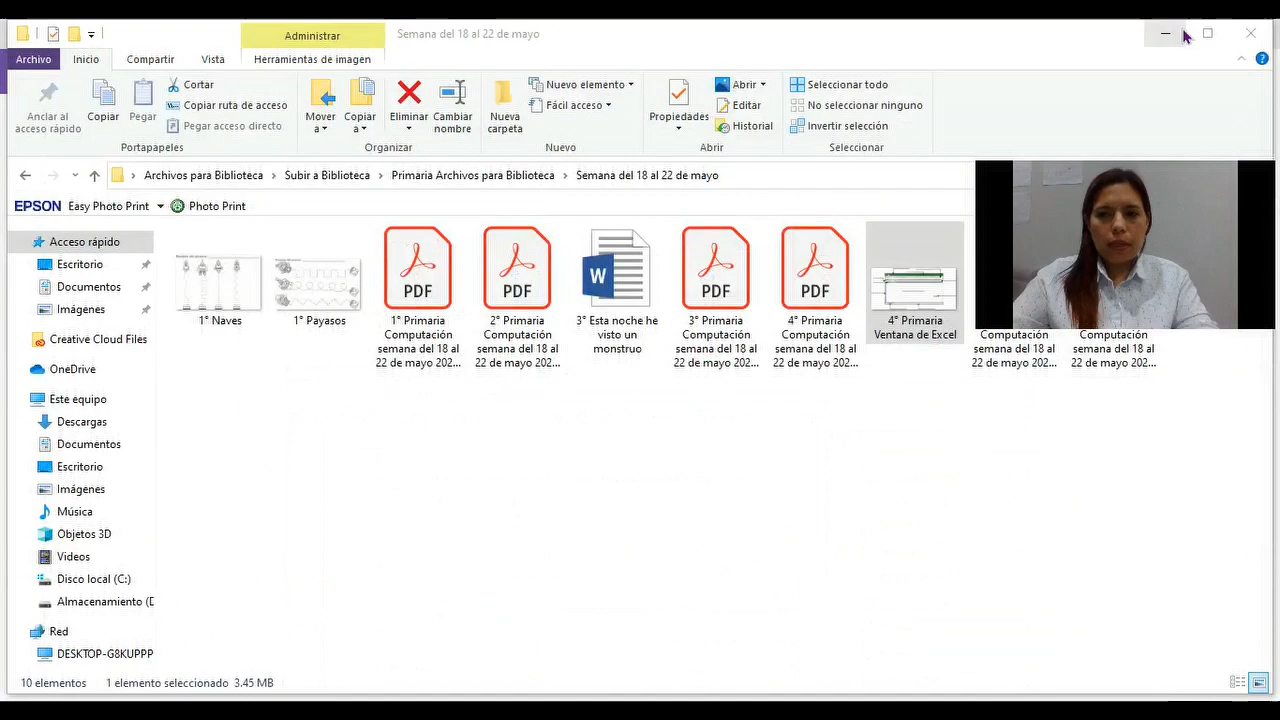 Administrar
Semana del 18 al 22 de mayo
Archivo
Inicio
Compartir
Vista
Herramientas de imagen
Anclar al
acceso rápido
Copiar
Pegar
Cortar
Copiar ruta de acceso
Pegar acceso directo
Portapapeles
Mover
a
Copiar
a
Eliminar
Cambiar
nombre
Organizar
Nueva
carpeta
Nuevo elemento
Fácil acceso
Nuevo
Propiedades
Abrir
Editar
Historial
Abrir
Seleccionar todo
No seleccionar ninguno
Invertir selección
Seleccionar
Archivos para Biblioteca
Subir a Biblioteca
Primaria Archivos para Biblioteca
Semana del 18 al 22 de mayo
EPSON Easy Photo Print
Photo Print
Acceso rápido
Escritorio
Documentos
Imágenes
Creative Cloud Files
OneDrive
Este equipo
Descargas
Documentos
Escritorio
Imágenes
Música
Objetos 3D
Videos
Disco local (C:)
Almacenamiento (D
Red
DESKTOP-G8KUPPP
1° Naves
1° Payasos
PDF
1° Primaria
Computación
semana del 18 al
22 de mayo 202...
PDF
2° Primaria
Computación
semana del 18 al
22 de mayo 202...
W
3° Esta noche he
visto un
monstruo
PDF
3° Primaria
Computación
semana del 18 al
22 de mayo 202...
PDF
4° Primaria
Computación
semana del 18 al
22 de mayo 202...
4° Primaria
Ventana de Excel
Computación
semana del 18 al
22 de mayo 202...
Computación
semana del 18 al
22 de mayo 202...
10 elementos
1 elemento seleccionado 3.45 MB